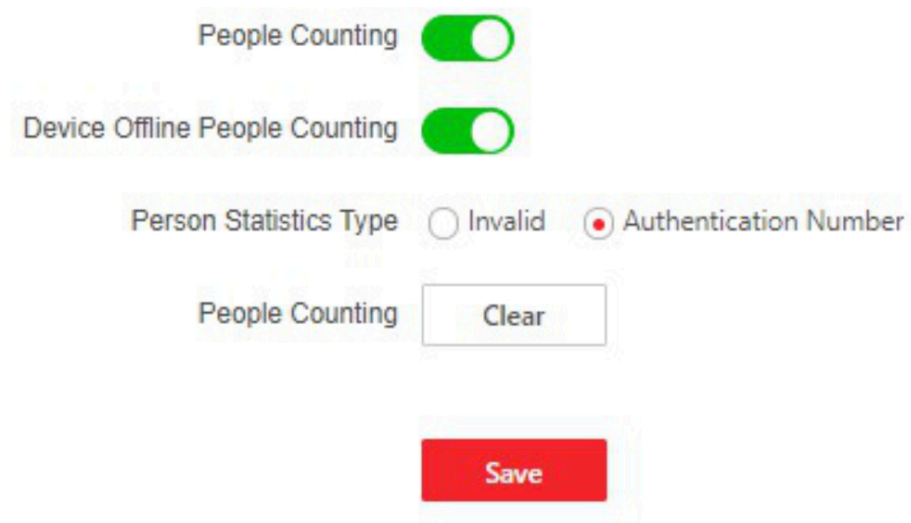 People Counting
Device Offline People Counting
Person Statistics Type Invalid Authentication Number
People Counting Clear
Save